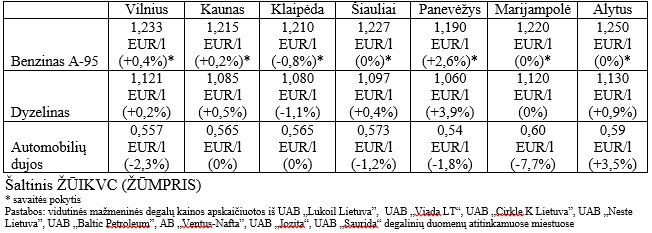 Vilnius Kaunas Klaipėda Šiauliai Panevėžys Marijampolė Alytus
1,233 1,215 1,210 1,227 1,190 1,220 1,250
EUR/l EUR/l EUR/l EUR/l EUR/l EUR/l EUR/l
Benzinas A-95 (+0,4%)* (+0,2%)* (-0,8%)* (0%)* (+2,6%)* (0%)* (0%)*
1,121 1,085 1,080 1,097 1,060 1,120 1,130
EUR/l EUR/l EUR/l EUR/l EUR/l EUR/l EUR/l
Dyzelinas (+0,2%) (+0,5%) (-1,1%) (+0,4%) (+3,9%) (0%) (+0,9%)
0,557 0,565 0,565 0,573 0,54 0,60 0,59
Automobilių EUR/l EUR/l EUR/l EUR/l EUR/l EUR/l EUR/l
dujos (-2,3%) (0%) (0%) (-1,2%) (-1,8%) (-7,7%) (+3,5%)
Šaltinis ŽŪIKVC (ŽŪMPRIS)
* savaitės pokytis
Pastabos: vidutinės mažmeninės degalų kainos apskaičiuotos iš UAB „Lukoil Lietuva”, UAB „Viada LT“, UAB „Cirkle K Lietuva”, UAB „Neste
Lietuva”, UAB „Baltic Petroleum”, AB „Ventus-Nafta”, UAB „Jozita”, UAB „Saurida” degalinių duomenų atitinkamuose miestuose